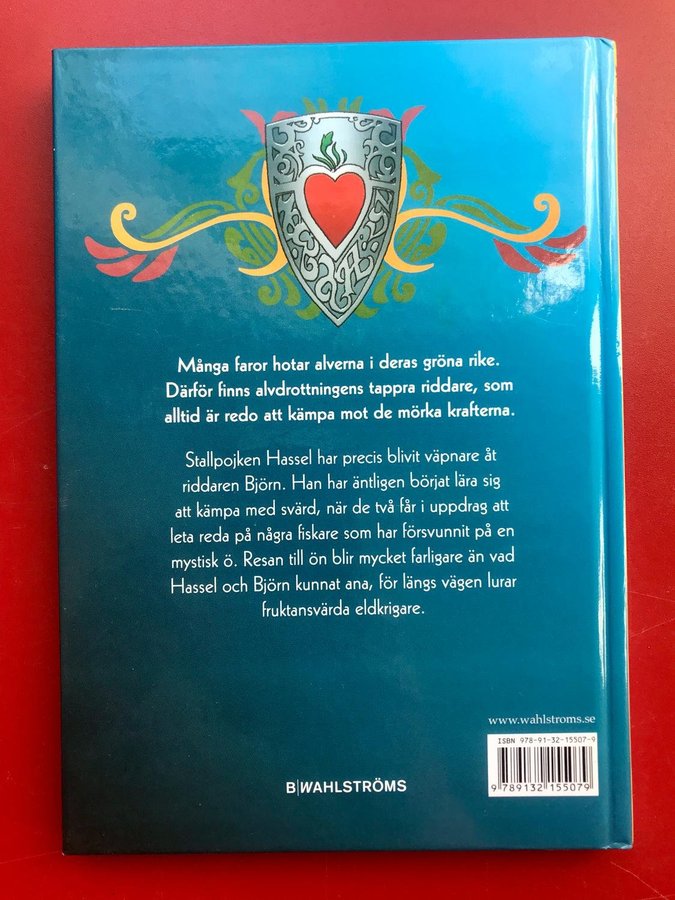 Många faror hotar alverna i deras gröna rike.
Därför finns alvdrottningens tappra riddare, som
alltid är redo att kämpa mot de mörka krafterna.
Stallpojken Hassel har precis blivit väpnare åt
riddaren Björn. Han har äntligen börjat lära sig
att kämpa med svärd, när de två får i uppdrag att
leta reda på några fiskare som har försvunnit på en
mystisk ö. Resan till ön blir mycket farligare än vad
Hassel och Björn kunnat ana, för längs vägen lurar
fruktansvärda eldkrigare.
www.wahlstroms.se
ISBN 978-91-32-15507-9
9 789132 155079
B|WAHLSTRÖMS